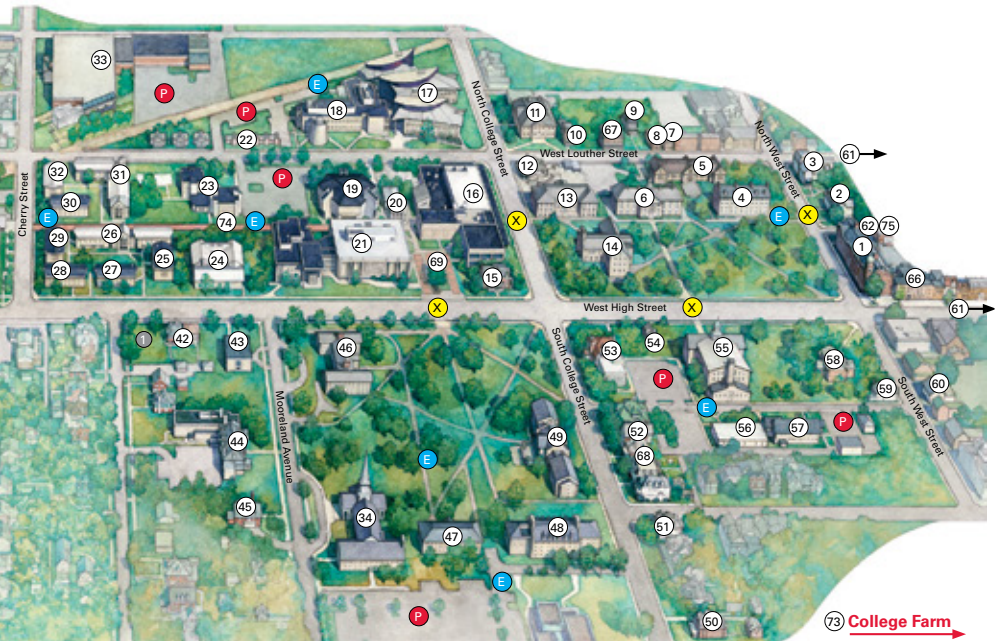 33
P
E
17
18
P
22
North College Street
11
9
10
67
8
7
West Louther Street
North West Street
61
12
5
3
32
31
23
P
19
20
16
13
6
4
2
30
E
74
E
X
E
X
Cherry Street
29
26
25
24
21
14
62
75
1
28
27
69
15
66
X
West High Street
X
61
1
42
43
46
South College Street
53
54
55
58
P
59
60
South West Street
Mooreland Avenue
E
44
52
49
56
57
P
68
E
45
34
47
48
51
E
P
50
73
College Farm